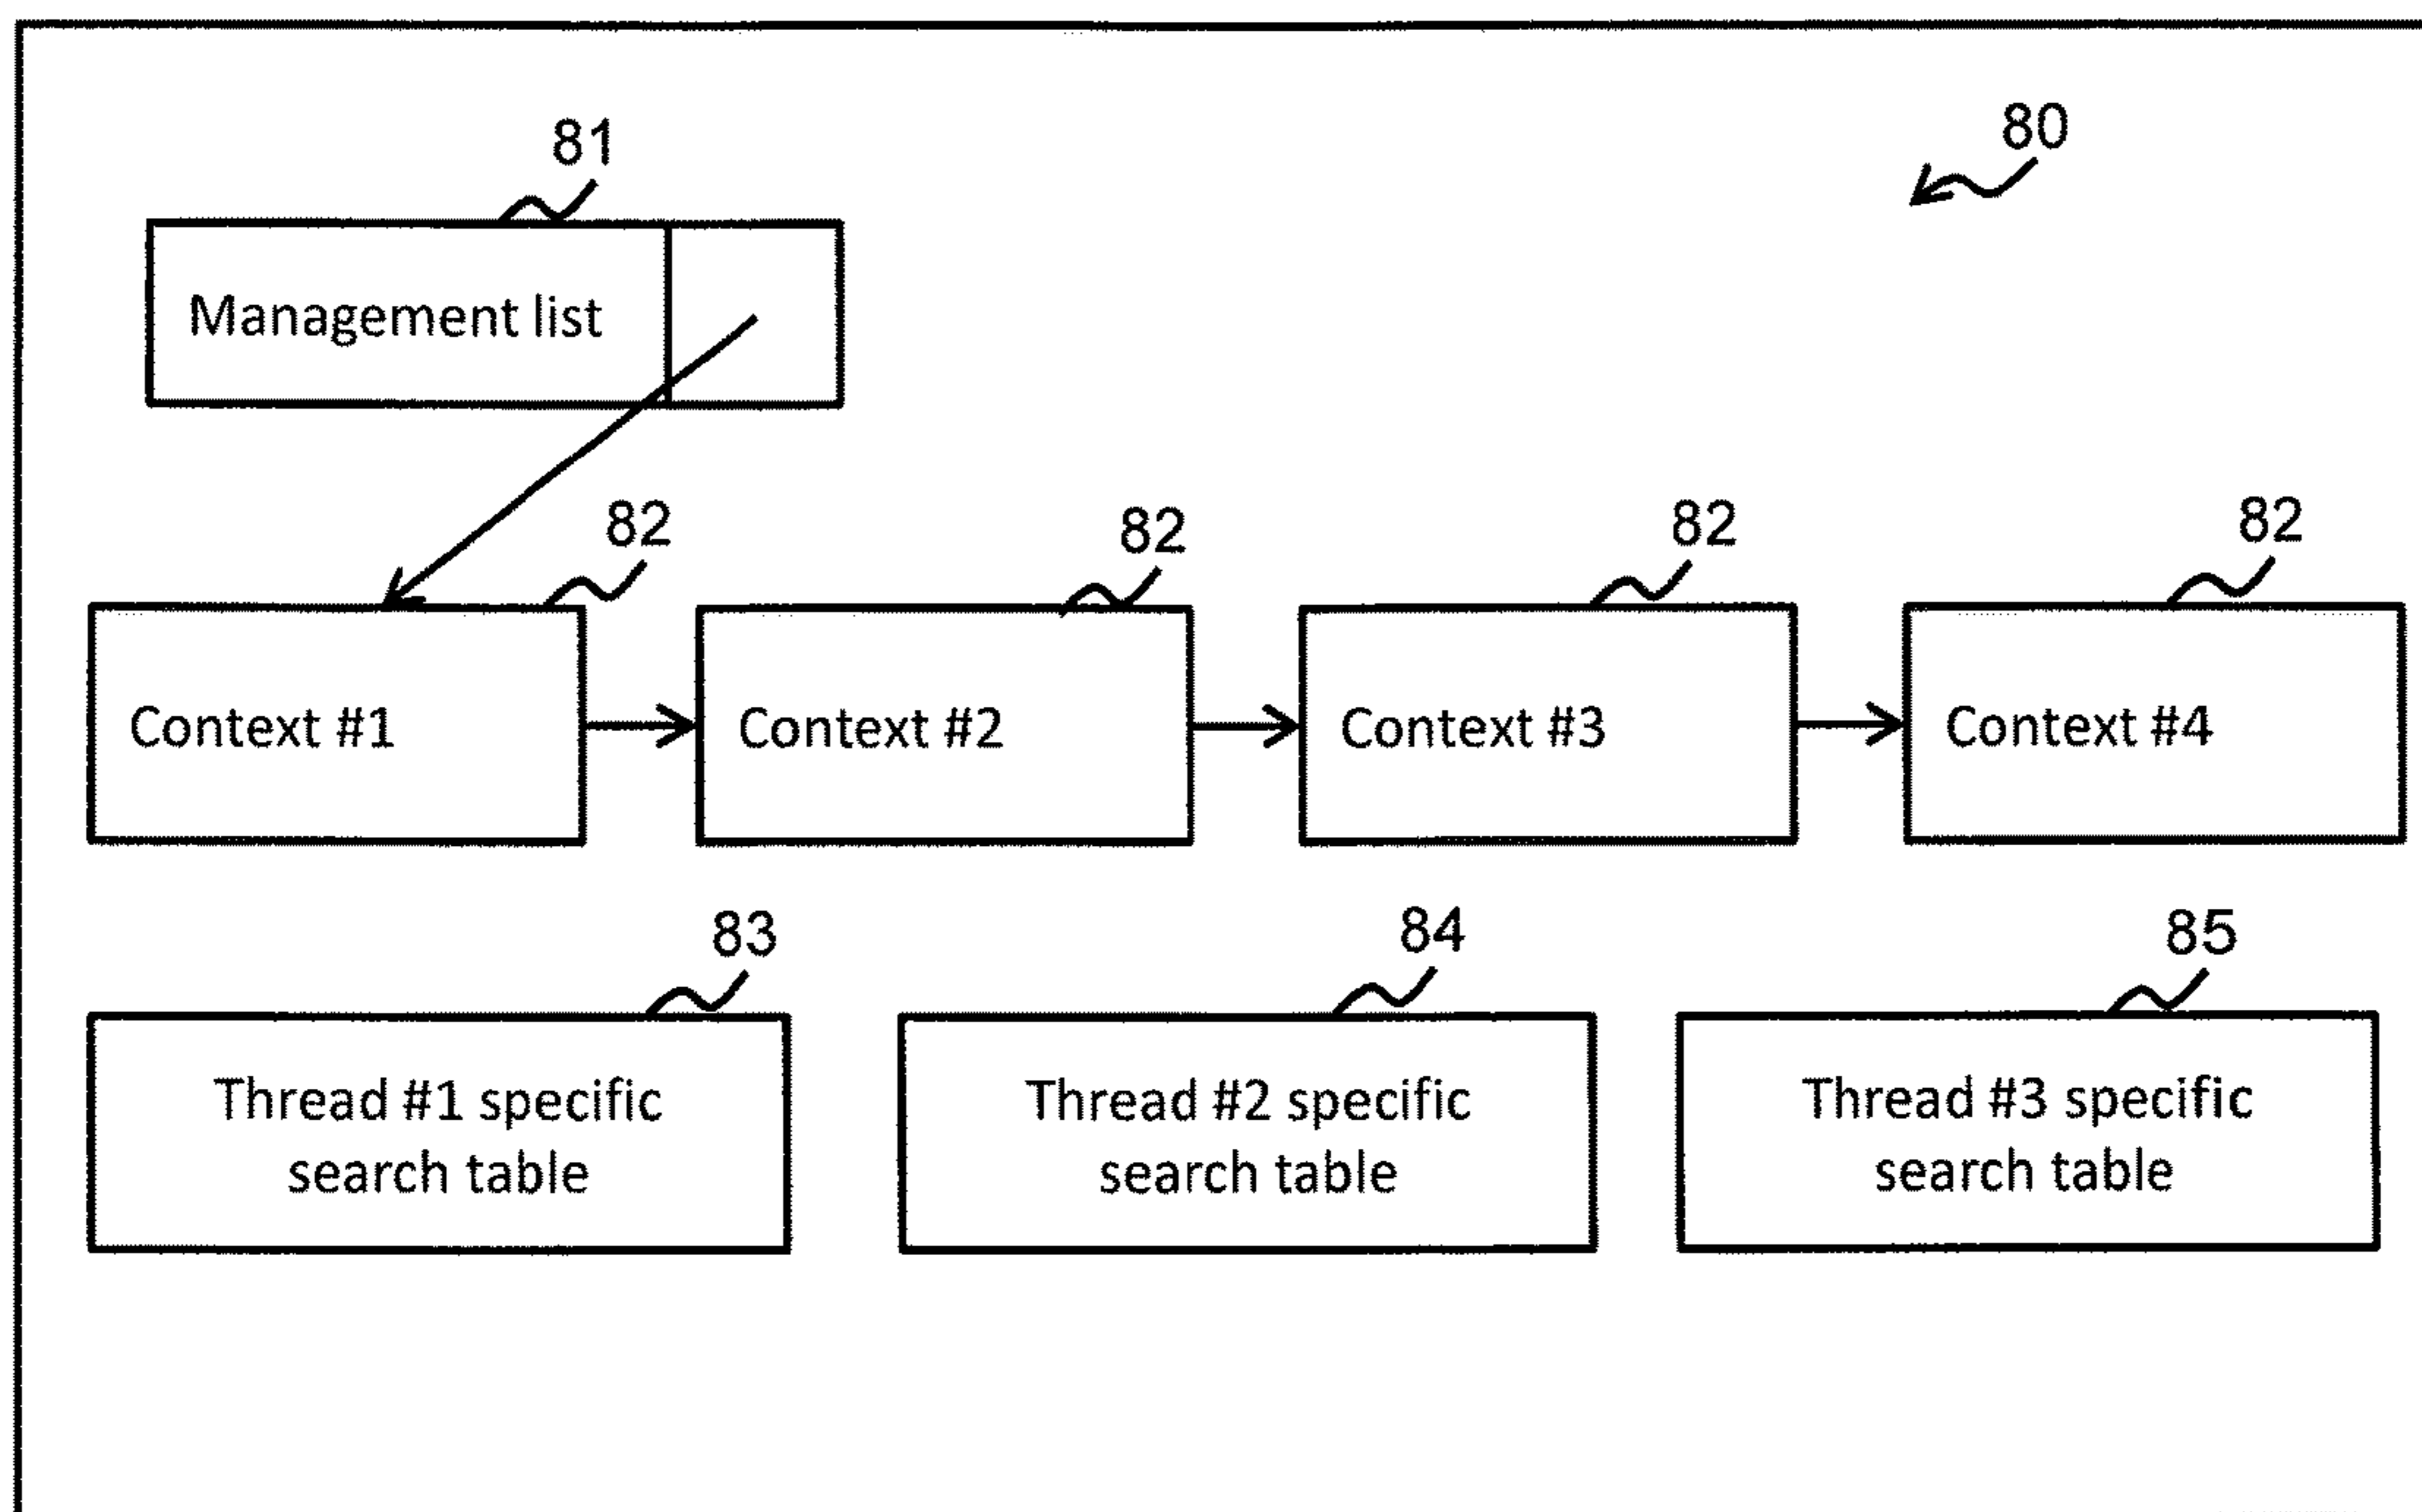 80
81
Management list
82
82
82
82
Context #1
Context #2
Context #3
Context #4
83
84
85
Thread #1 specific
search table
Thread #2 specific
search table
Thread #3 specific
search table